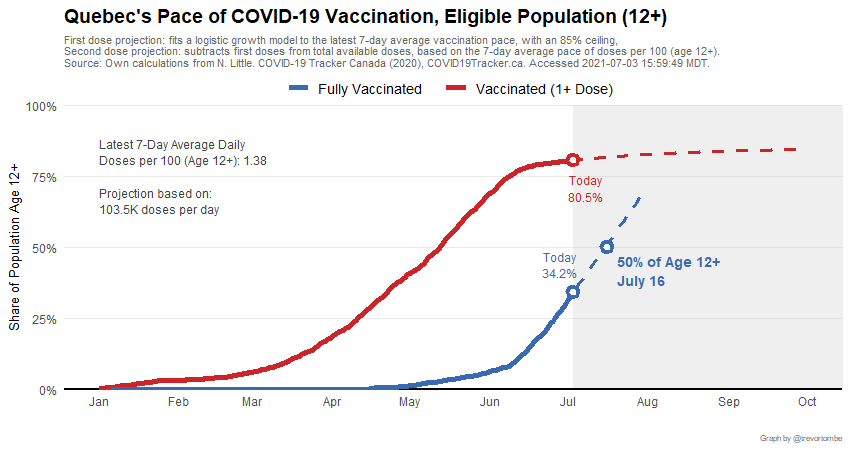 Quebec's Pace of COVID-19 Vaccination, Eligible Population (12+)
First dose projection: fits a logistic growth model to the latest 7-day average vaccination pace, with an 85% ceiling,
Second dose projection: subtracts first doses from total available doses, based on the 7-day average pace of doses per 100 (age 12+).
Source: Own calculations from N. Little. COVID-19 Tracker Canada (2020), COVID19Tracker.ca. Accessed 2021-07-03 15:59:49 MDT.
Fully Vaccinated
Vaccinated (1+ Dose)
100%
75%
50%
25%
0%
Share of Population Age 12+
Latest 7-Day Average Daily
Doses per 100 (Age 12+): 1.38
Projection based on:
103.5K doses per day
Today
80.5%
Today
34.2%
50% of Age 12+
July 16
Jan
Feb
Mar
Apr
May
Jun
Jul
Aug
Sep
Oct
Graph by @trevortombe